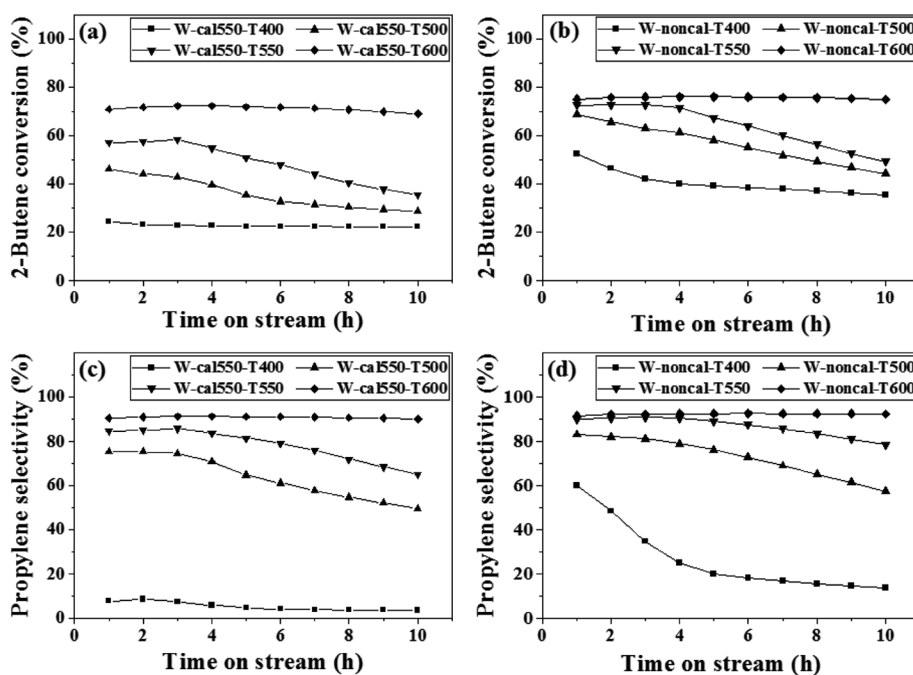 (a)
W-cal550-T400 W-cal550-T500
W-cal550-T550 W-cal550-T600
2-Butene conversion (%)
100
80
60
40
20
0
0 2 4 6 8 10
Time on stream (h)
(b)
W-noncal-T400 W-noncal-T500
W-noncal-T550 W-noncal-T600
2-Butene conversion (%)
100
80
60
40
20
0
0 2 4 6 8 10
Time on stream (h)
(c)
W-cal550-T400 W-cal550-T500
W-cal550-T550 W-cal550-T600
Propylene selectivity (%)
100
80
60
40
20
0
0 2 4 6 8 10
Time on stream (h)
(d)
W-noncal-T400 W-noncal-T500
W-noncal-T550 W-noncal-T600
Propylene selectivity (%)
100
80
60
40
20
0
0 2 4 6 8 10
Time on stream (h)